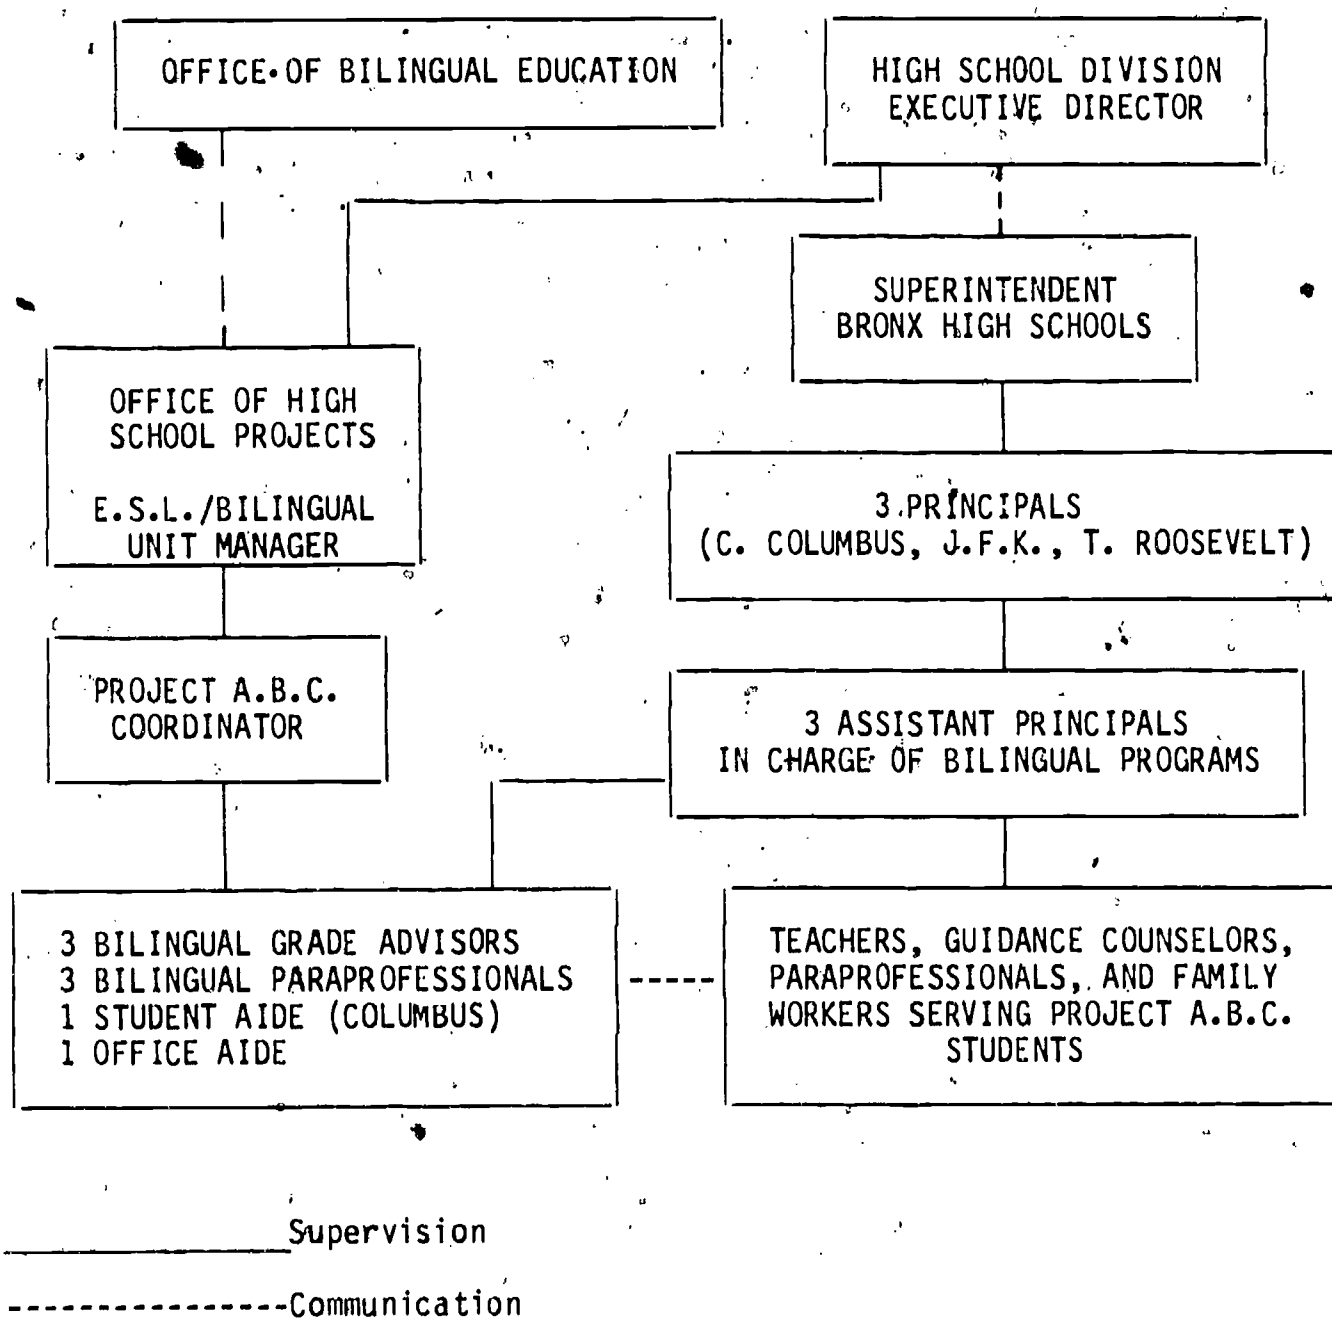 OFFICE OF BILINGUAL EDUCATION
HIGH SCHOOL DIVISION
EXECUTIVE DIRECTOR
SUPERINTENDENT
BRONX HIGH SCHOOLS
OFFICE OF HIGH
SCHOOL PROJECTS
E.S.L./BILINGUAL
UNIT MANAGER
3 PRINCIPALS
(C. COLUMBUS, J.F.K., T. ROOSEVELT)
PROJECT A.B.C.
COORDINATOR
3 ASSISTANT PRINCIPALS
IN CHARGE OF BILINGUAL PROGRAMS
3 BILINGUAL GRADE ADVISORS
3 BILINGUAL PARAPROFESSIONALS
1 STUDENT AIDE (COLUMBUS)
1 OFFICE AIDE
TEACHERS, GUIDANCE COUNSELORS,
PARAPROFESSIONALS, AND FAMILY
WORKERS SERVING PROJECT A.B.C.
STUDENTS
Supervision
Communication